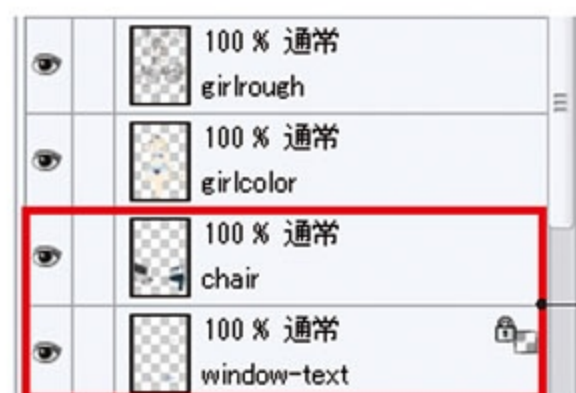 100 % 通常
girlrough
100 % 通常
girlcolor
100 % 通常
chair
100 % 通常
window-text